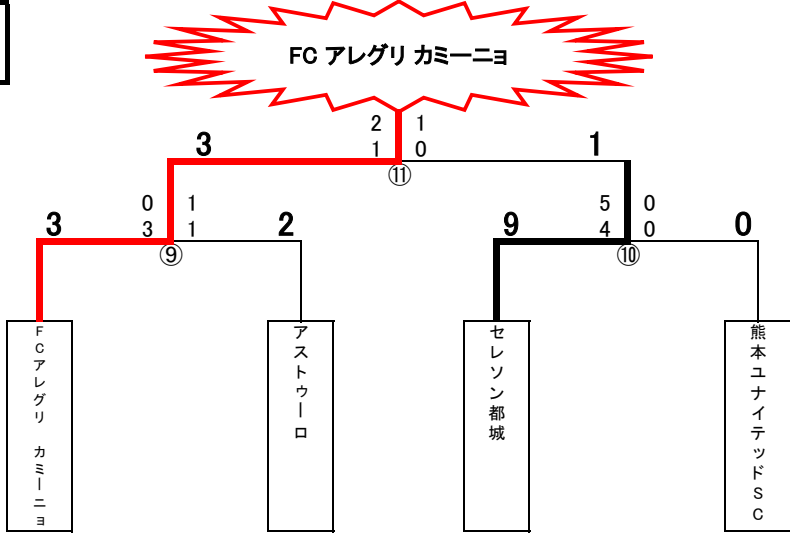 FC アレグリ カミーニョ
2 1
3 1 0 1
⑪
0 1 5 0
3 3 1 2 9 4 0 0
⑨ ⑩
FCアレグリ カミーニョ
アストゥーロ
セレソン都城
熊本ユナイテッドSC